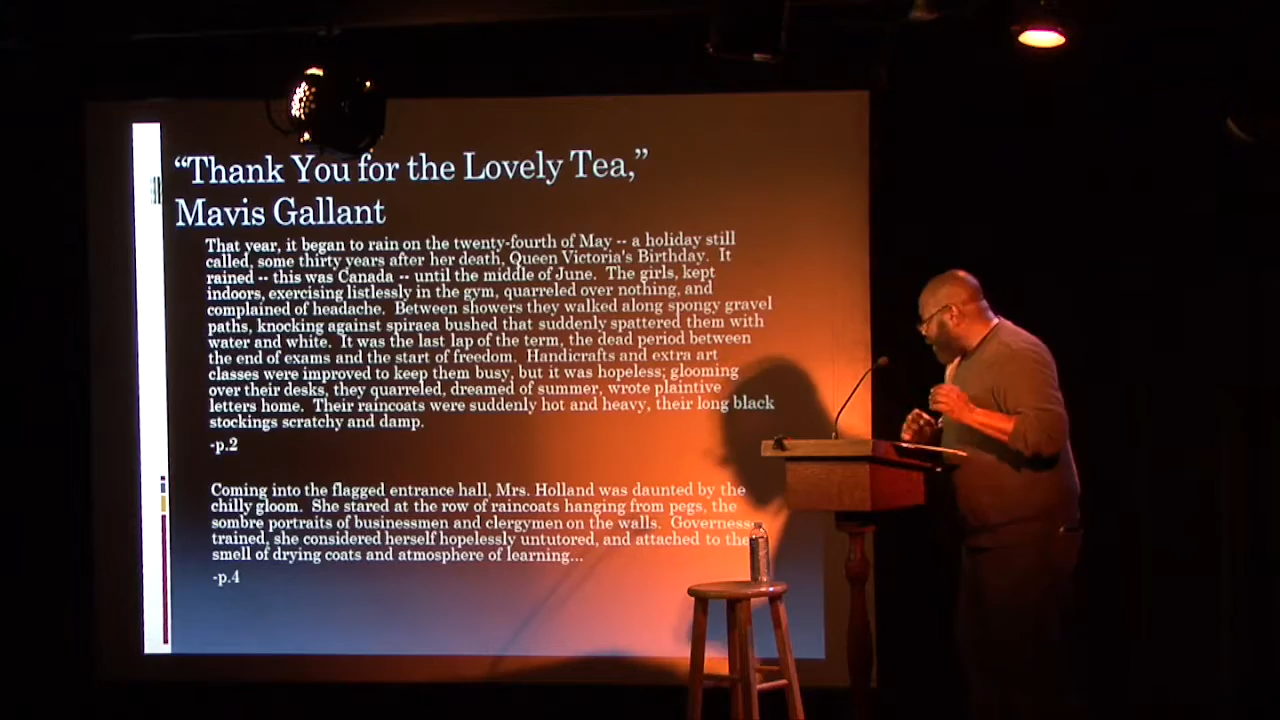 “Thank You for the Lovely Tea,”
Mavis Gallant
That year, it began to rain on the twenty-fourth of May -- a holiday still
called, some thirty years after her death, Queen Victoria's Birthday. It
rained -- this was Canada -- until the middle of June. The girls, kept
indoors, exercising listlessly in the gym, quarreled over nothing, and
complained of headache. Between showers they walked along spongy gravel
paths, knocking against spiraea bushed that suddenly spattered them with
water and white. It was the last lap of the term, the dead period between
the end of exams and the start of freedom. Handicrafts and extra art
classes were improved to keep them busy, but it was hopeless; glooming
over their desks, they quarreled, dreamed of summer, wrote plaintive
letters home. Their raincoats were suddenly hot and heavy, their long black
stockings scratchy and damp.
-p.2
Coming into the flagged entrance hall, Mrs. Holland was daunted by the
chilly gloom. She stared at the row of raincoats hanging from pegs, the
sombre portraits of businessmen and clergymen on the walls. Governess
trained, she considered herself hopelessly untutored, and attached to the
smell of drying coats and atmosphere of learning...
-p.4